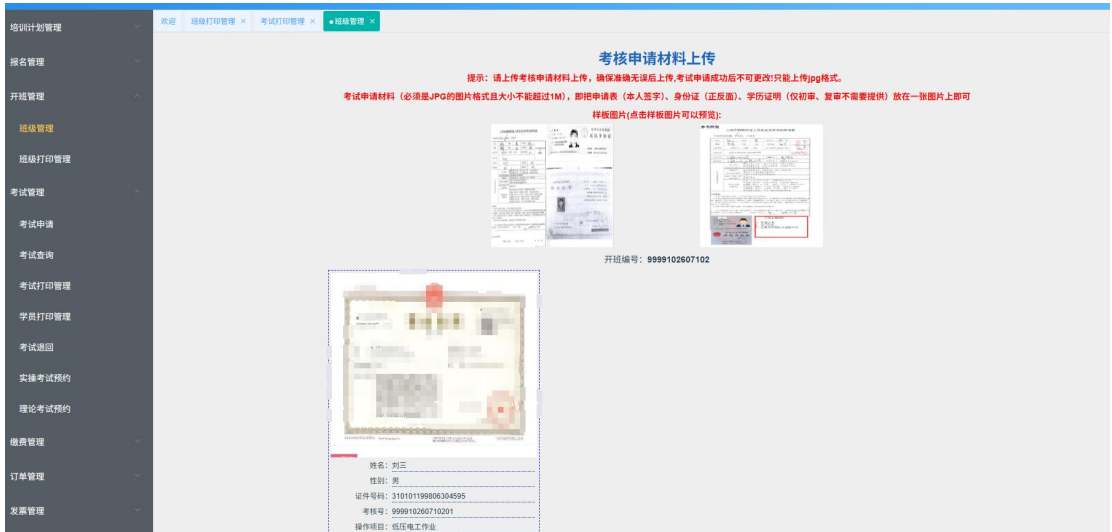 培训计划管理
报名管理
开班管理
班级管理
班级打印管理
考试管理
考试申请
考试查询
考试打印管理
学员打印管理
考试退回
实操考试预约
理论考试预约
缴费管理
订单管理
发票管理
欢迎 班级打印管理 × 考试打印管理 × ●班级管理 ×
考核申请材料上传
提示：请上传考核申请材料上传，确保准确无误后上传,考试申请成功后不可更改!只能上传jpg格式。
考试申请材料（必须是JPG的图片格式且大小不能超过1M），即把申请表（本人签字）、身份证（正反面）、学历证明（仅初审、复审不需要提供）放在一张图片上即可
样板图片(点击样板图片可以预览):
开班编号：9999102607102
姓名：刘三
性别：男
证件号码：310101199806304595
考核号：999910260710201
操作项目：低压电工作业